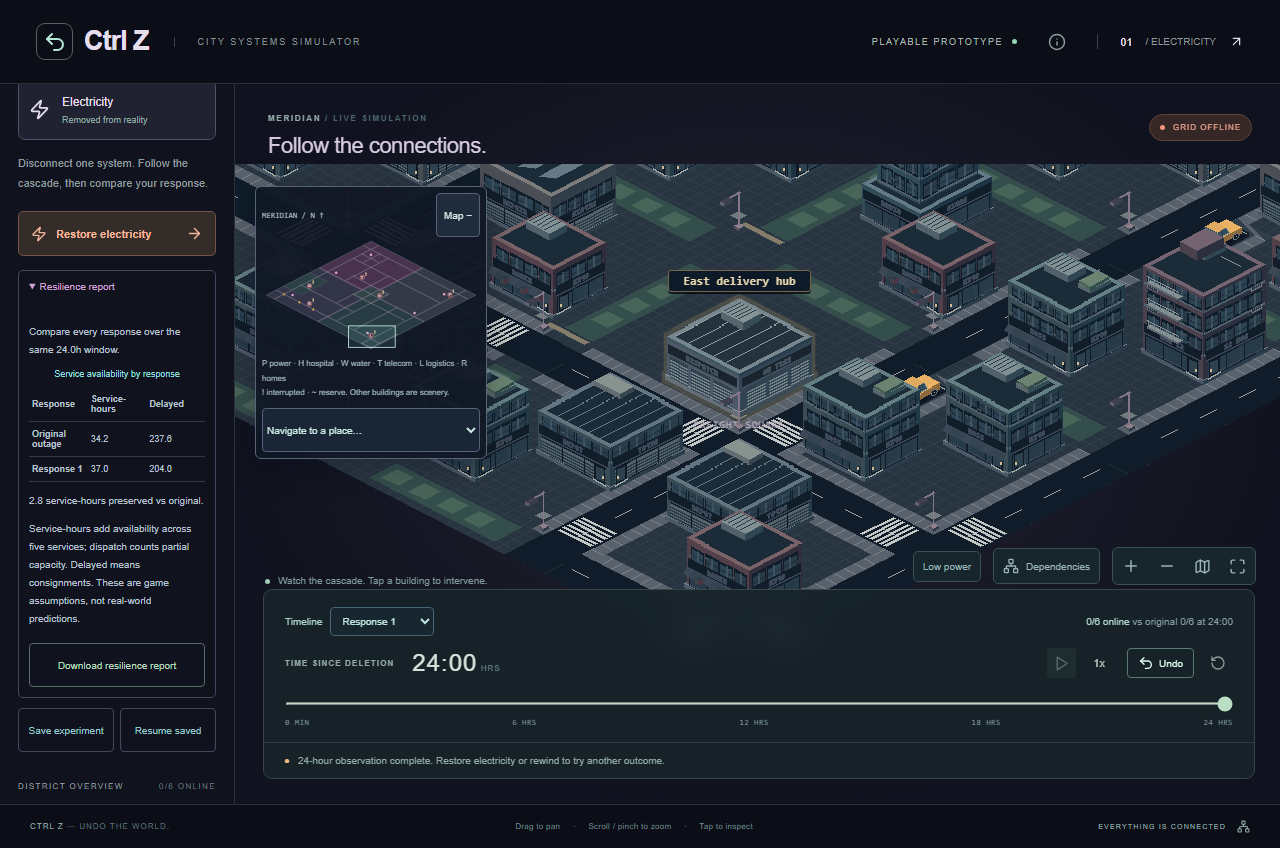 Ctrl Z
CITY SYSTEMS SIMULATOR
PLAYABLE PROTOTYPE
01 / ELECTRICITY
Electricity
Removed from reality
Disconnect one system. Follow the
cascade, then compare your response.
Restore electricity
▼ Resilience report
Compare every response over the
same 24.0h window.
Service availability by response
Response Service-hours Delayed
Original outage 34.2 237.6
Response 1 37.0 204.0
2.8 service-hours preserved vs original.
Service-hours add availability across
five services; dispatch counts partial
capacity. Delayed means
consignments. These are game
assumptions, not real-world
predictions.
Download resilience report
Save experiment
Resume saved
DISTRICT OVERVIEW 0/6 ONLINE
MERIDIAN / LIVE SIMULATION
Follow the connections.
GRID OFFLINE
MERIDIAN / N ↑
Map −
P power · H hospital · W water · T telecom · L logistics · R
homes
! interrupted · ~ reserve. Other buildings are scenery.
Navigate to a place...
East delivery hub
Watch the cascade. Tap a building to intervene.
Low power
Dependencies
Timeline Response 1
0/6 online vs original 0/6 at 24:00
TIME SINCE DELETION 24:00 HRS
1x
Undo
0 MIN 6 HRS 12 HRS 18 HRS 24 HRS
24-hour observation complete. Restore electricity or rewind to try another outcome.
CTRL Z — UNDO THE WORLD.
Drag to pan · Scroll / pinch to zoom · Tap to inspect
EVERYTHING IS CONNECTED